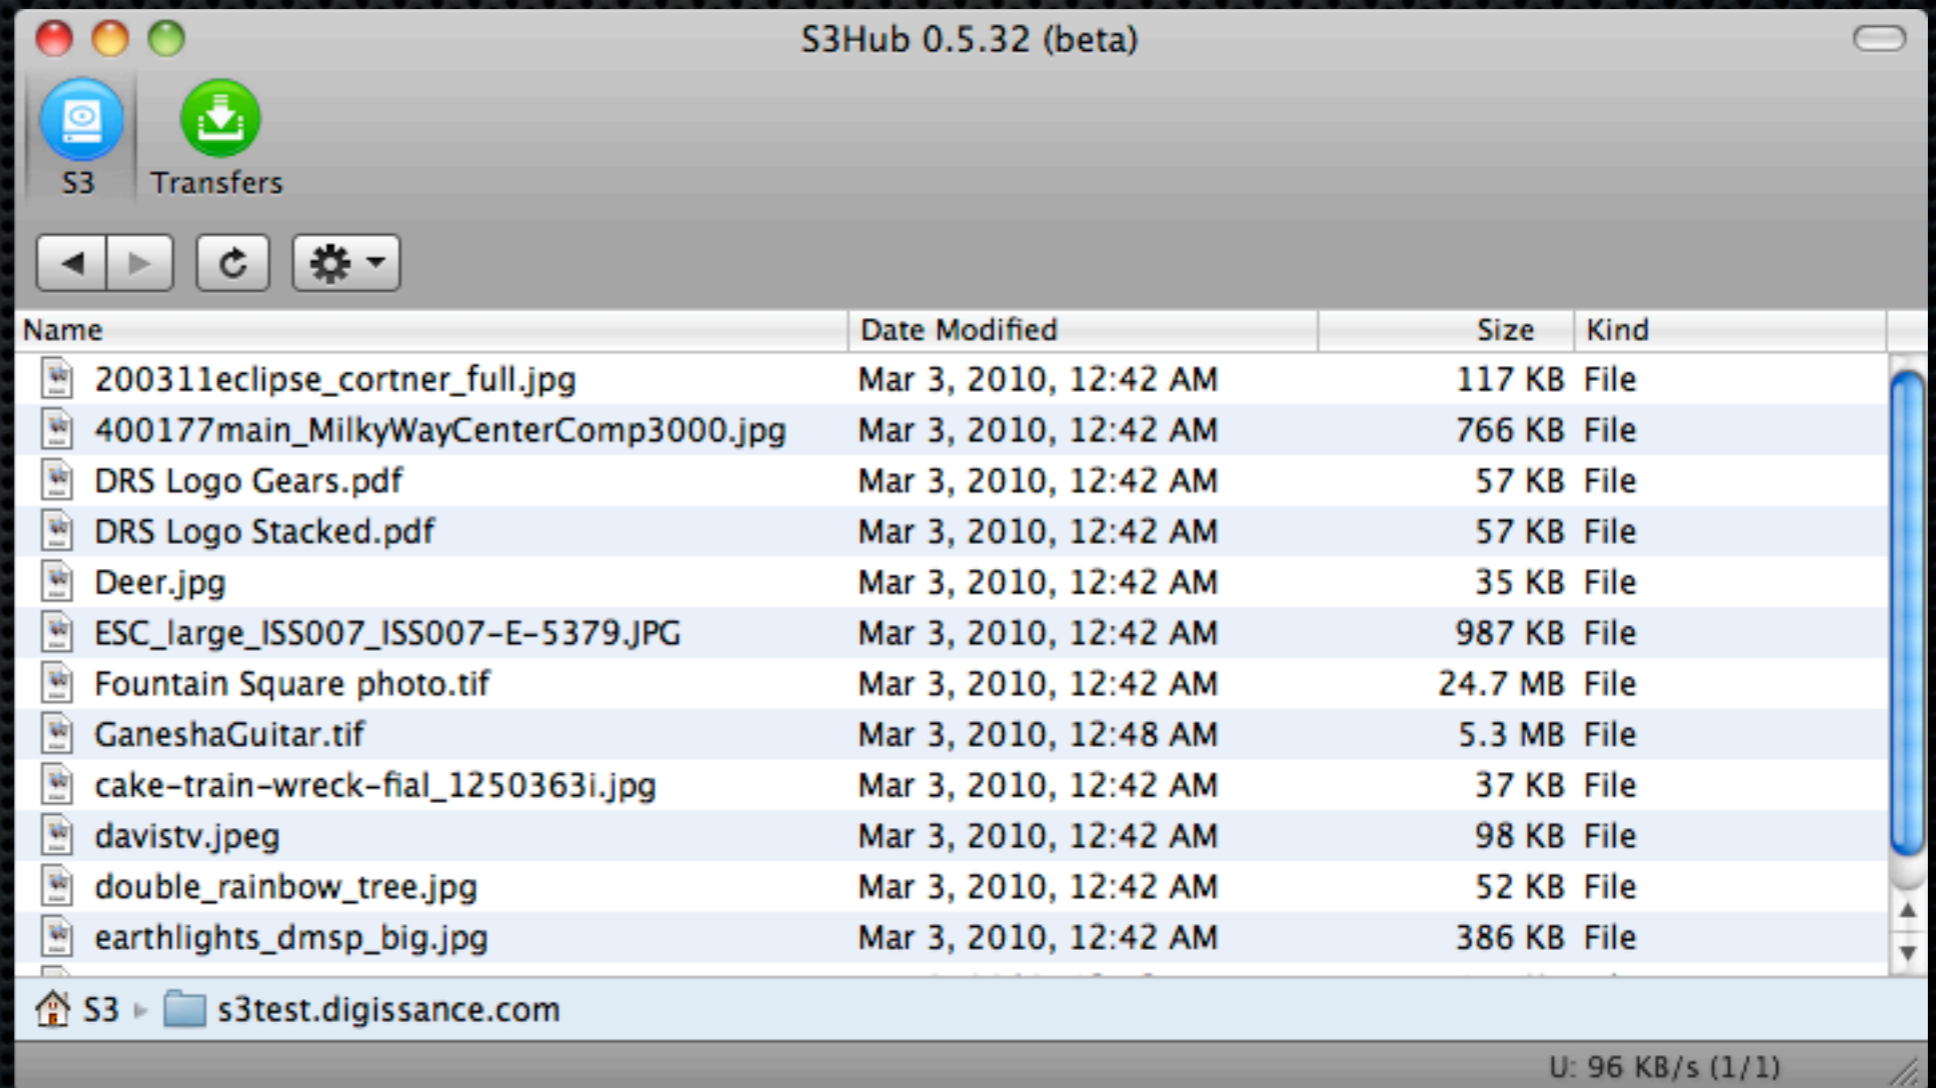 S3Hub 0.5.32 (beta)
S3 Transfers
Name Date Modified Size Kind
200311eclipse_cortner_full.jpg Mar 3, 2010, 12:42 AM 117 KB File
400177main_MilkyWayCenterComp3000.jpg Mar 3, 2010, 12:42 AM 766 KB File
DRS Logo Gears.pdf Mar 3, 2010, 12:42 AM 57 KB File
DRS Logo Stacked.pdf Mar 3, 2010, 12:42 AM 57 KB File
Deer.jpg Mar 3, 2010, 12:42 AM 35 KB File
ESC_large_ISS007_ISS007-E-5379.JPG Mar 3, 2010, 12:42 AM 987 KB File
Fountain Square photo.tif Mar 3, 2010, 12:42 AM 24.7 MB File
GaneshaGuitar.tif Mar 3, 2010, 12:48 AM 5.3 MB File
cake-train-wreck-fial_1250363i.jpg Mar 3, 2010, 12:42 AM 37 KB File
davistv.jpeg Mar 3, 2010, 12:42 AM 98 KB File
double_rainbow_tree.jpg Mar 3, 2010, 12:42 AM 52 KB File
earthlights_dmsp_big.jpg Mar 3, 2010, 12:42 AM 386 KB File
S3 s3test.digissance.com
U: 96 KB/s (1/1)